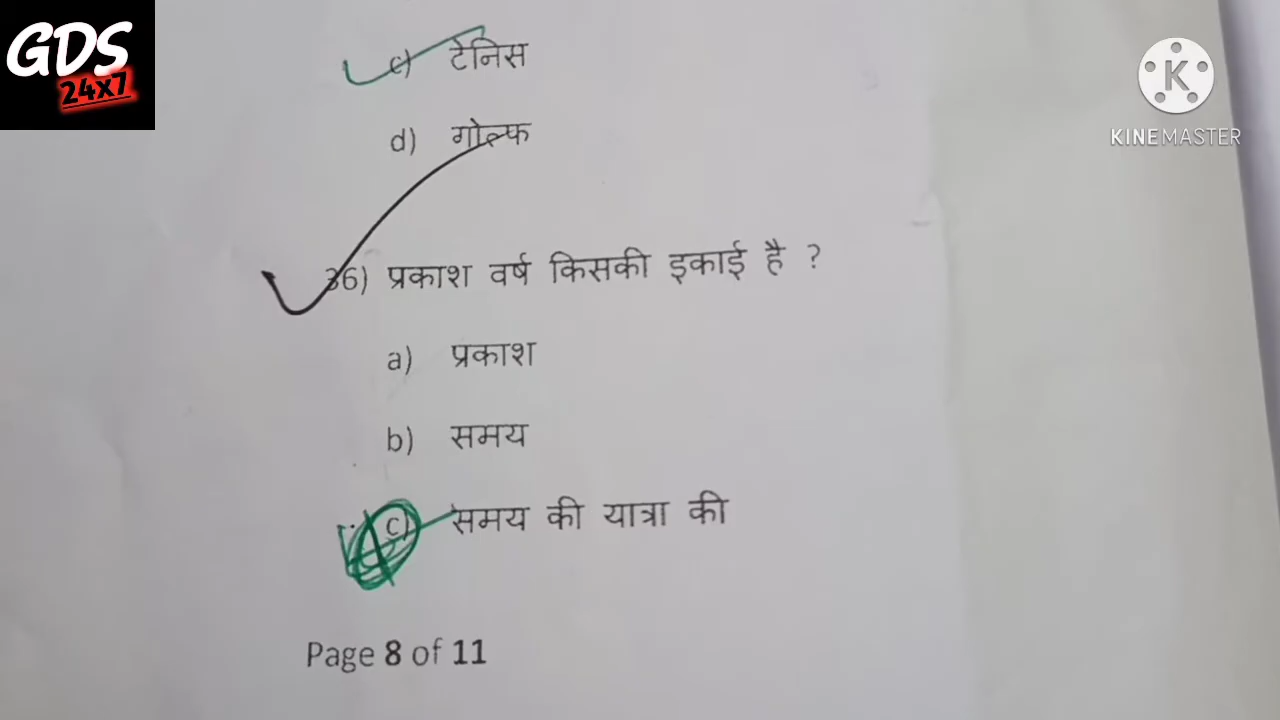 GDS
24x7
KINEMASTER
c) टेनिस
d) गोल्फ
36) प्रकाश वर्ष किसकी इकाई है ?
a) प्रकाश
b) समय
c) समय की यात्रा की
Page 8 of 11